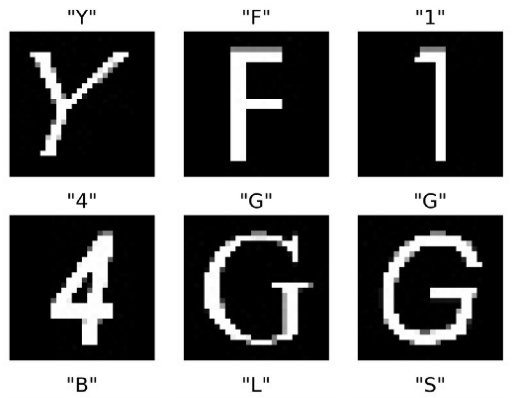 "Y" "F" "1"
Y F 1
"4" "G" "G"
4 G G
"B" "L" "S"